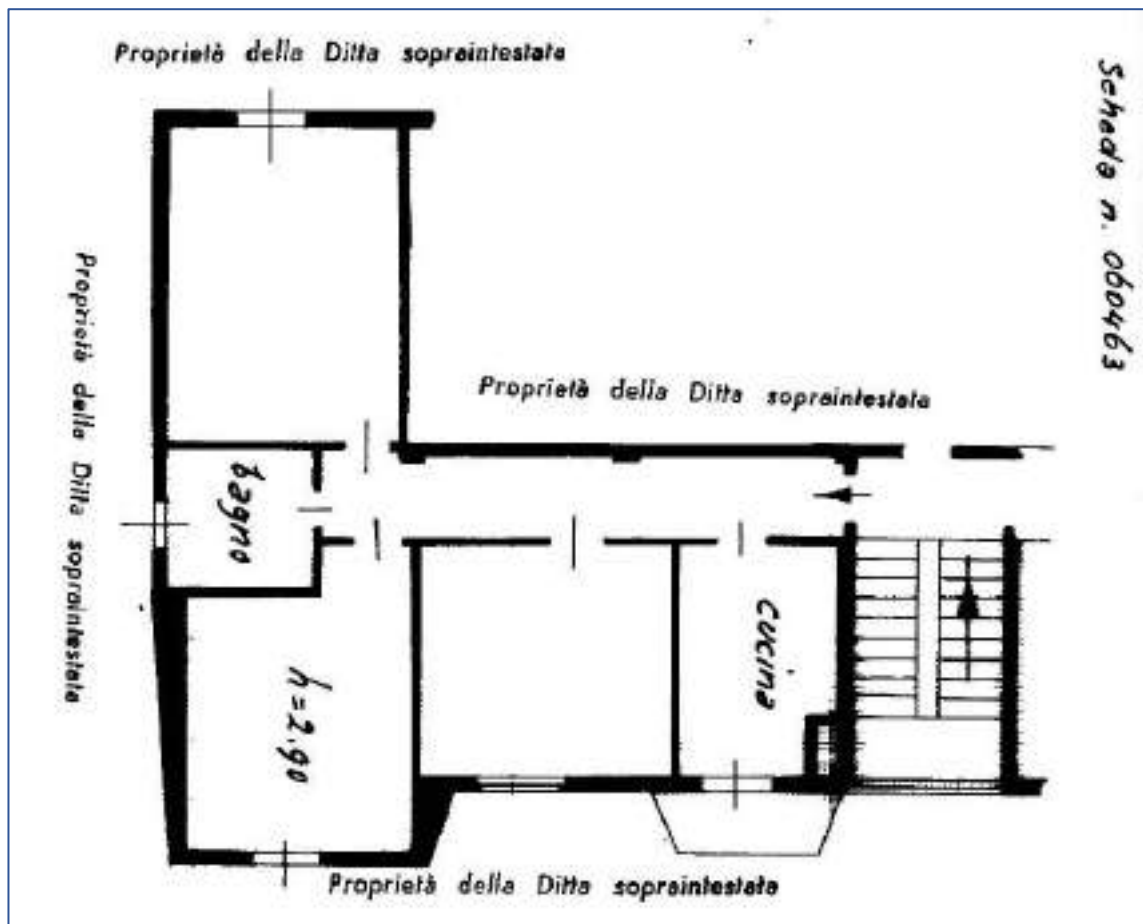 Proprietà della Ditta sopraintestata
Scheda n. 060463
Proprietà della Ditta sopraintestata
Proprietà della Ditta sopraintestata
bagno
cucina
h=2.90
Proprietà della Ditta sopraintestata